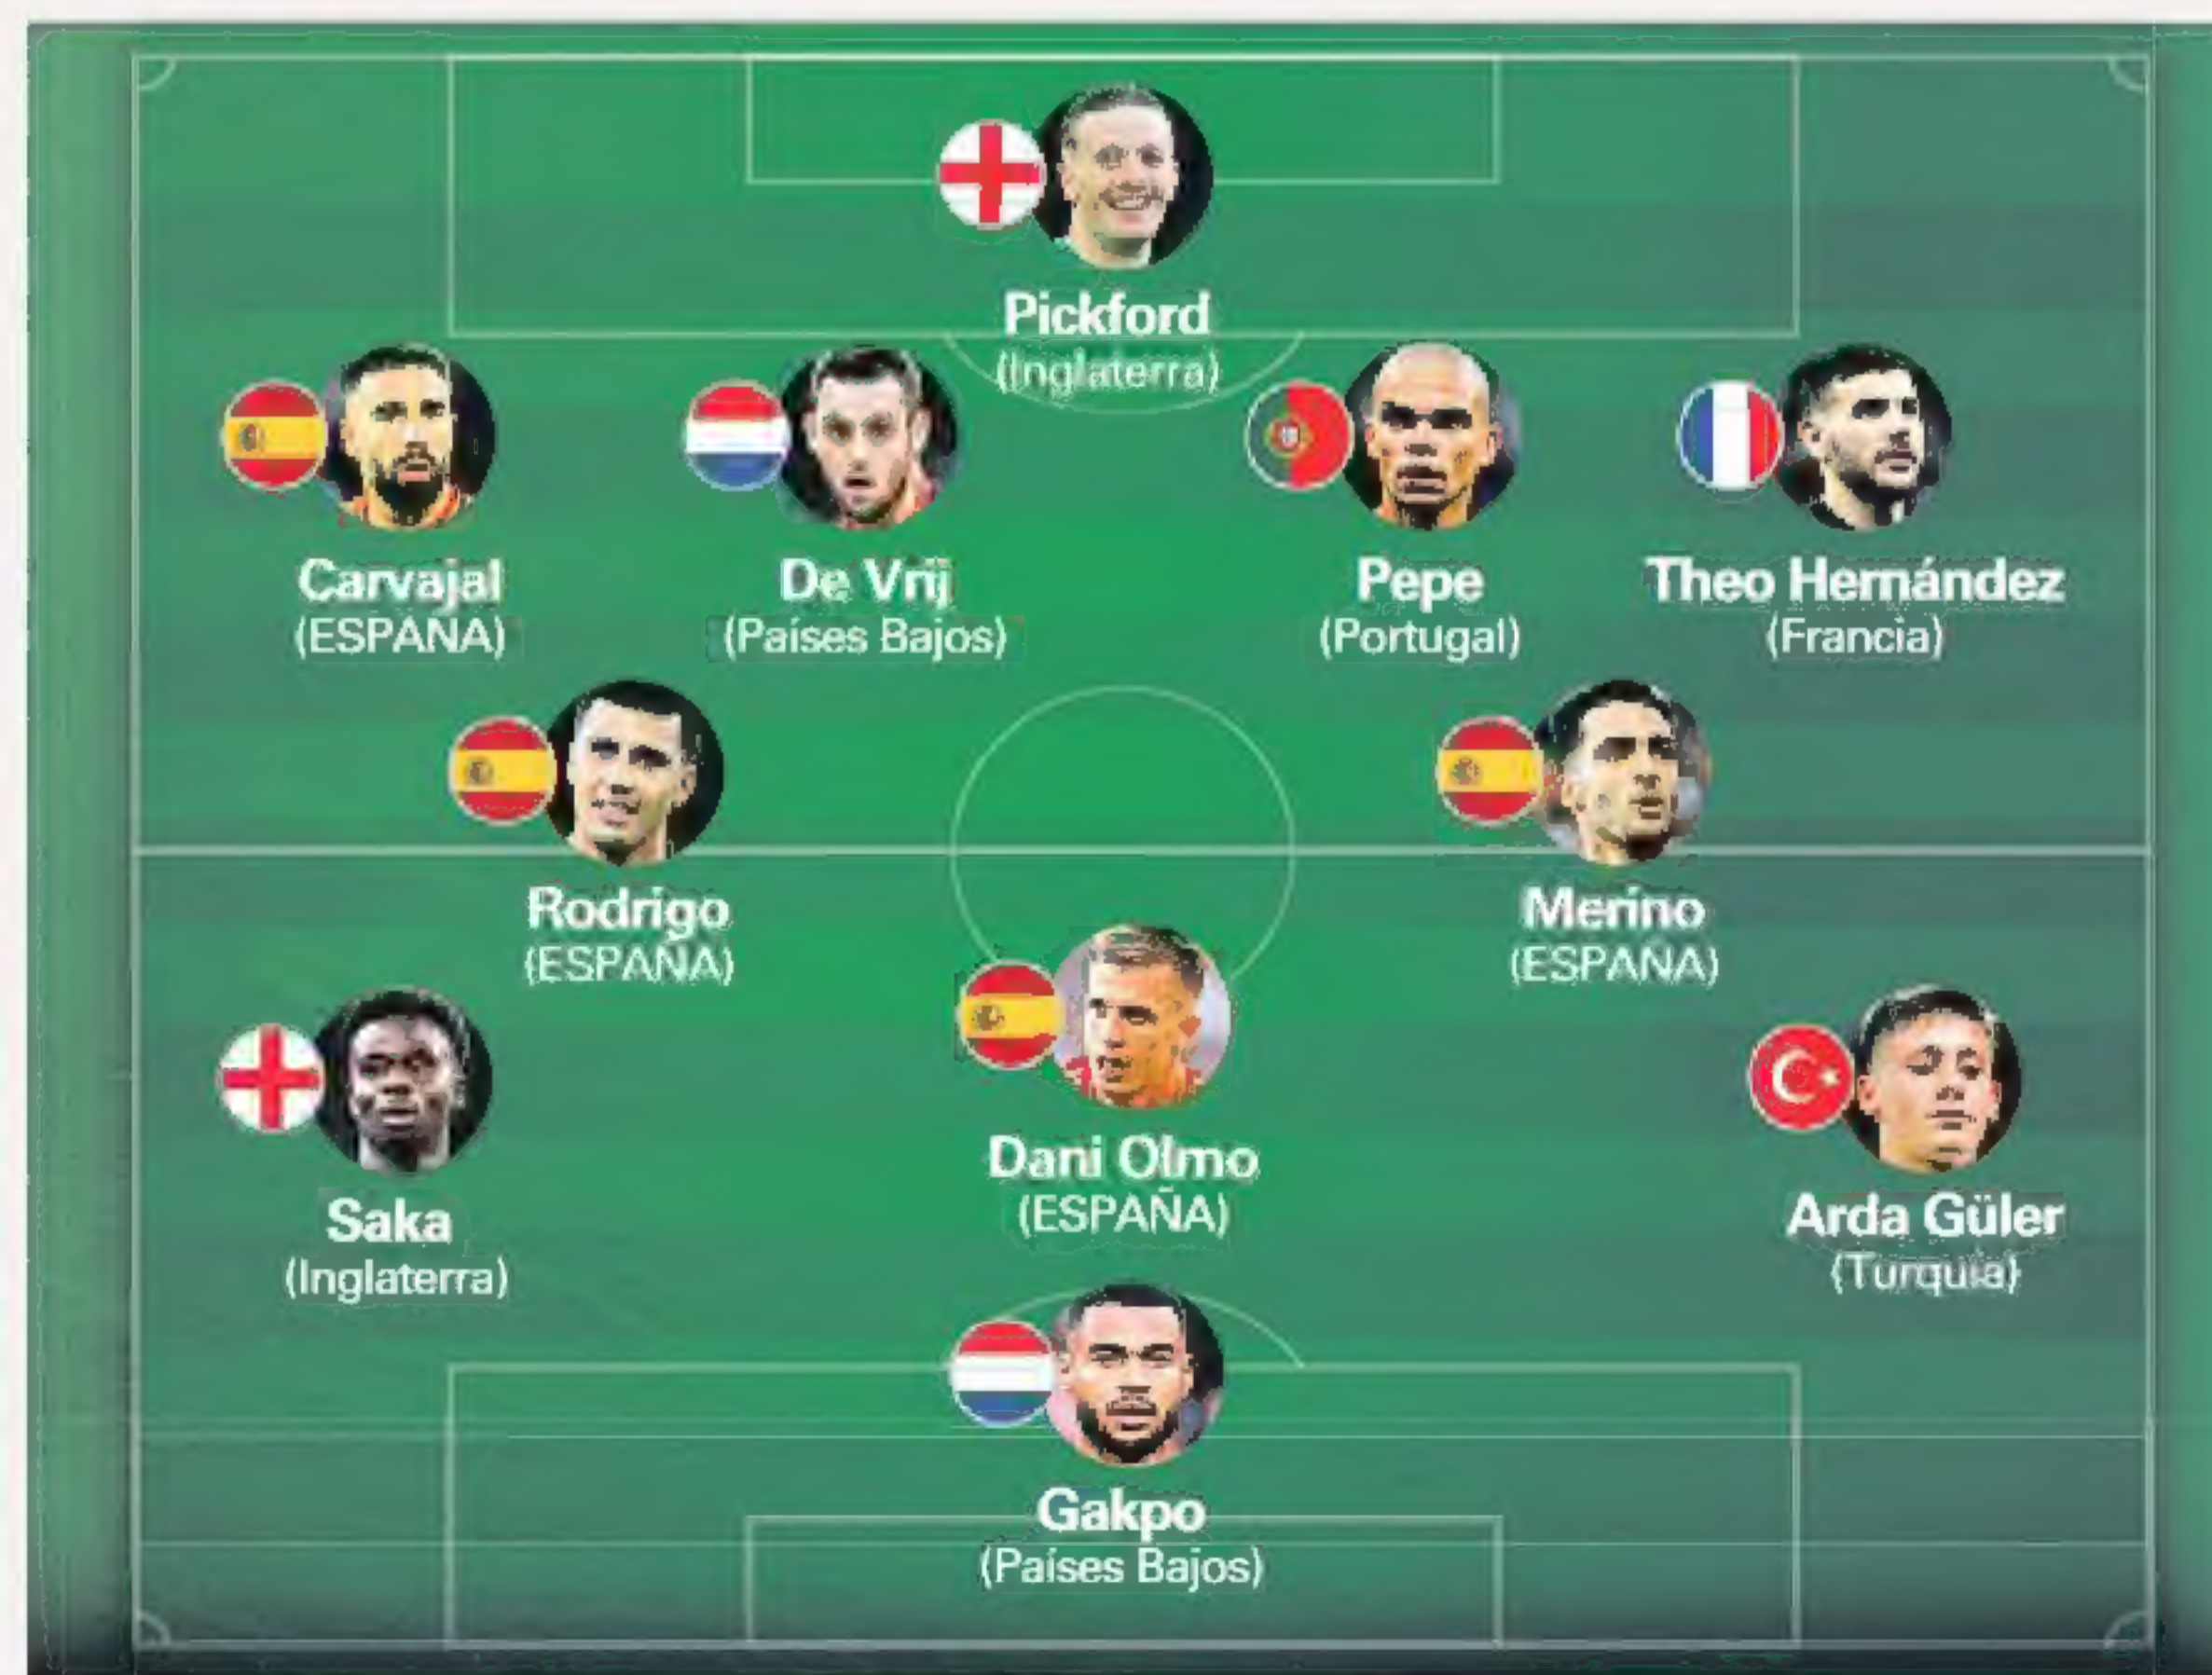 Pickford
(Inglaterra)
Carvajal
(ESPAÑA)
De Vrij
(Países Bajos)
Pepe
(Portugal)
Theo Hernández
(Francia)
Rodrigo
(ESPAÑA)
Merino
(ESPAÑA)
Saka
(Inglaterra)
Dani Olmo
(ESPAÑA)
Arda Güler
(Turquía)
Gakpo
(Países Bajos)